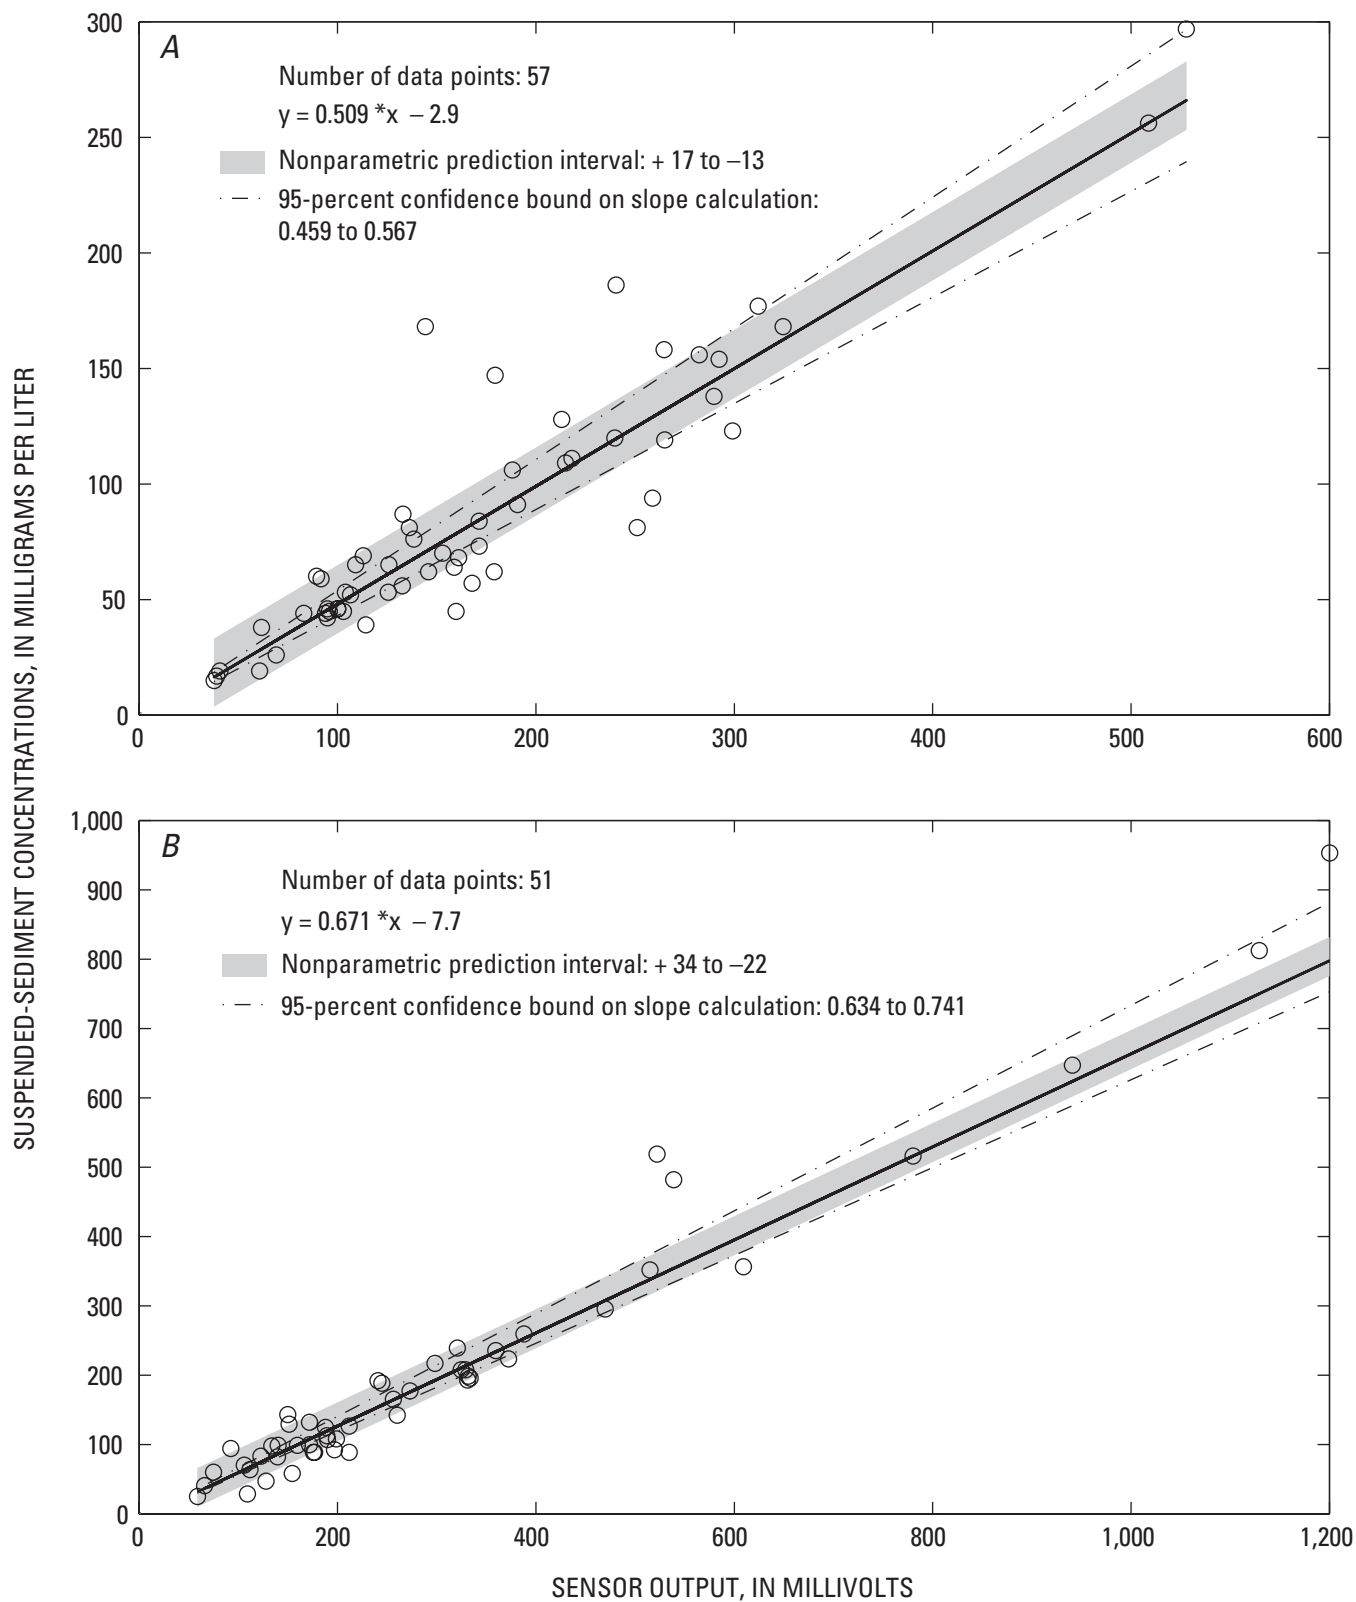 SUSPENDED-SEDIMENT CONCENTRATIONS, IN MILLIGRAMS PER LITER
A
Number of data points: 57
y = 0.509 *x – 2.9
Nonparametric prediction interval: + 17 to –13
95-percent confidence bound on slope calculation:
0.459 to 0.567
300
250
200
150
100
50
0
0 100 200 300 400 500 600
B
Number of data points: 51
y = 0.671 *x – 7.7
Nonparametric prediction interval: + 34 to –22
95-percent confidence bound on slope calculation: 0.634 to 0.741
1,000
900
800
700
600
500
400
300
200
100
0
0 200 400 600 800 1,000 1,200
SENSOR OUTPUT, IN MILLIVOLTS